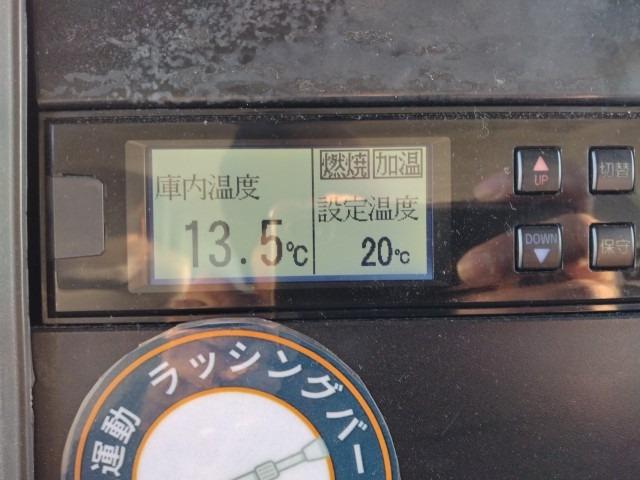 燃焼 加温
庫内温度
13.5℃
設定温度
20℃
UP
切替
DOWN
保守
運動 ラッシングバー